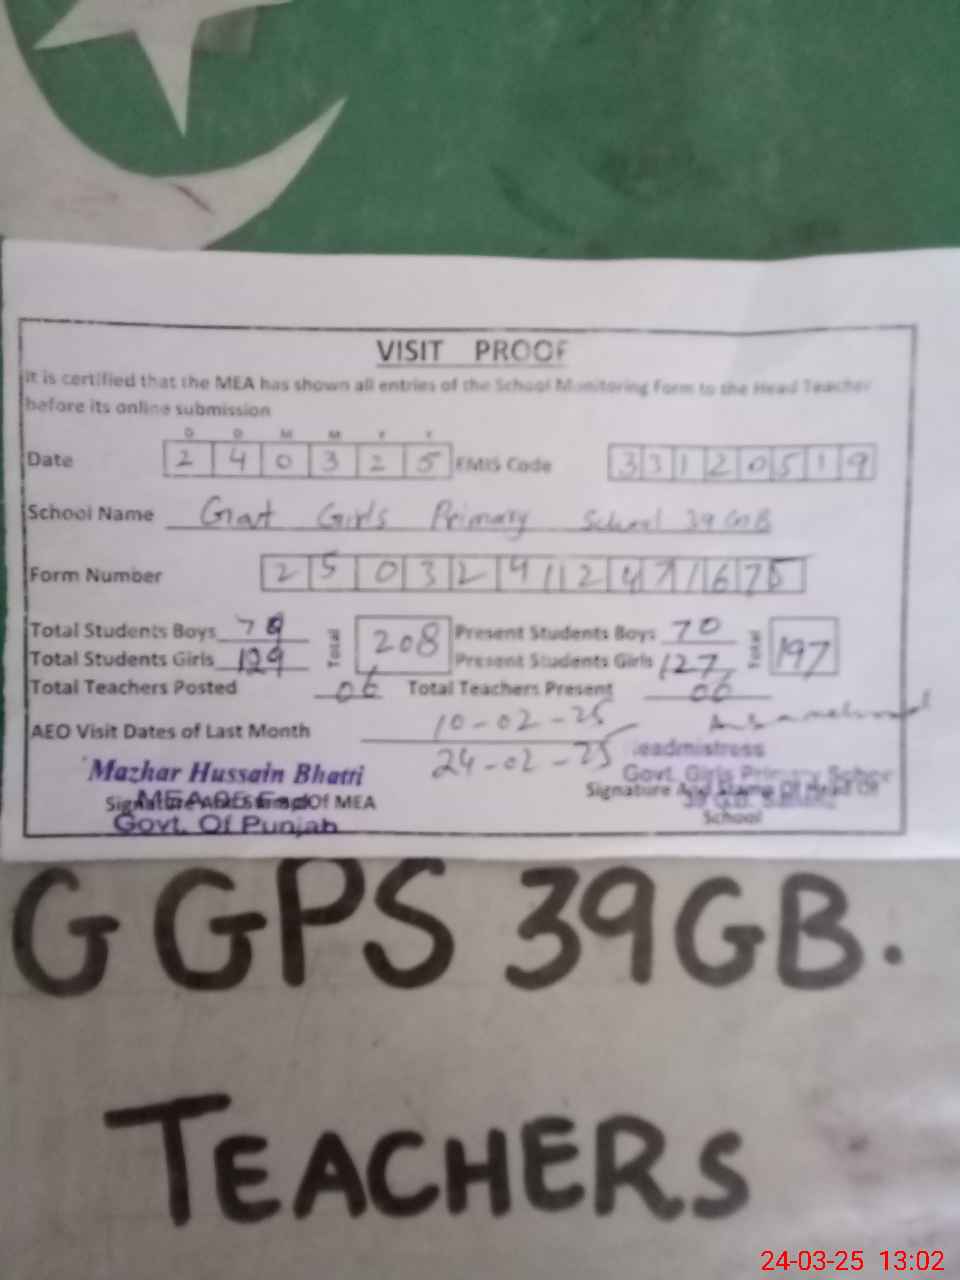 VISIT PROOF
It is certified that the MEA has shown all entries of the School Monitoring Form to the Head Teacher
before its online submission
D D M M Y Y
Date 2 4 0 3 2 5 EMIS Code 3 3 1 2 0 5 1 9
School Name Govt Girls Primary School 39 GB
Form Number 2 5 0 3 2 4 1 2 4 7 1 6 7 5
Total Students Boys 79 Total 208 Present Students Boys 70 Total 197
Total Students Girls 129 Present Students Girls 127
Total Teachers Posted 06 Total Teachers Present 06
AEO Visit Dates of Last Month 10-02-25
24-02-25
Mazhar Hussain Bhatti
Headmistress
Govt. Girls Primary School
39 G.B.
Signature And Stamp Of MEA
Signature And Stamp Of Head Of
School
Govt. Of Punjab
GGPS 39GB.
TEACHERS
24-03-25 13:02